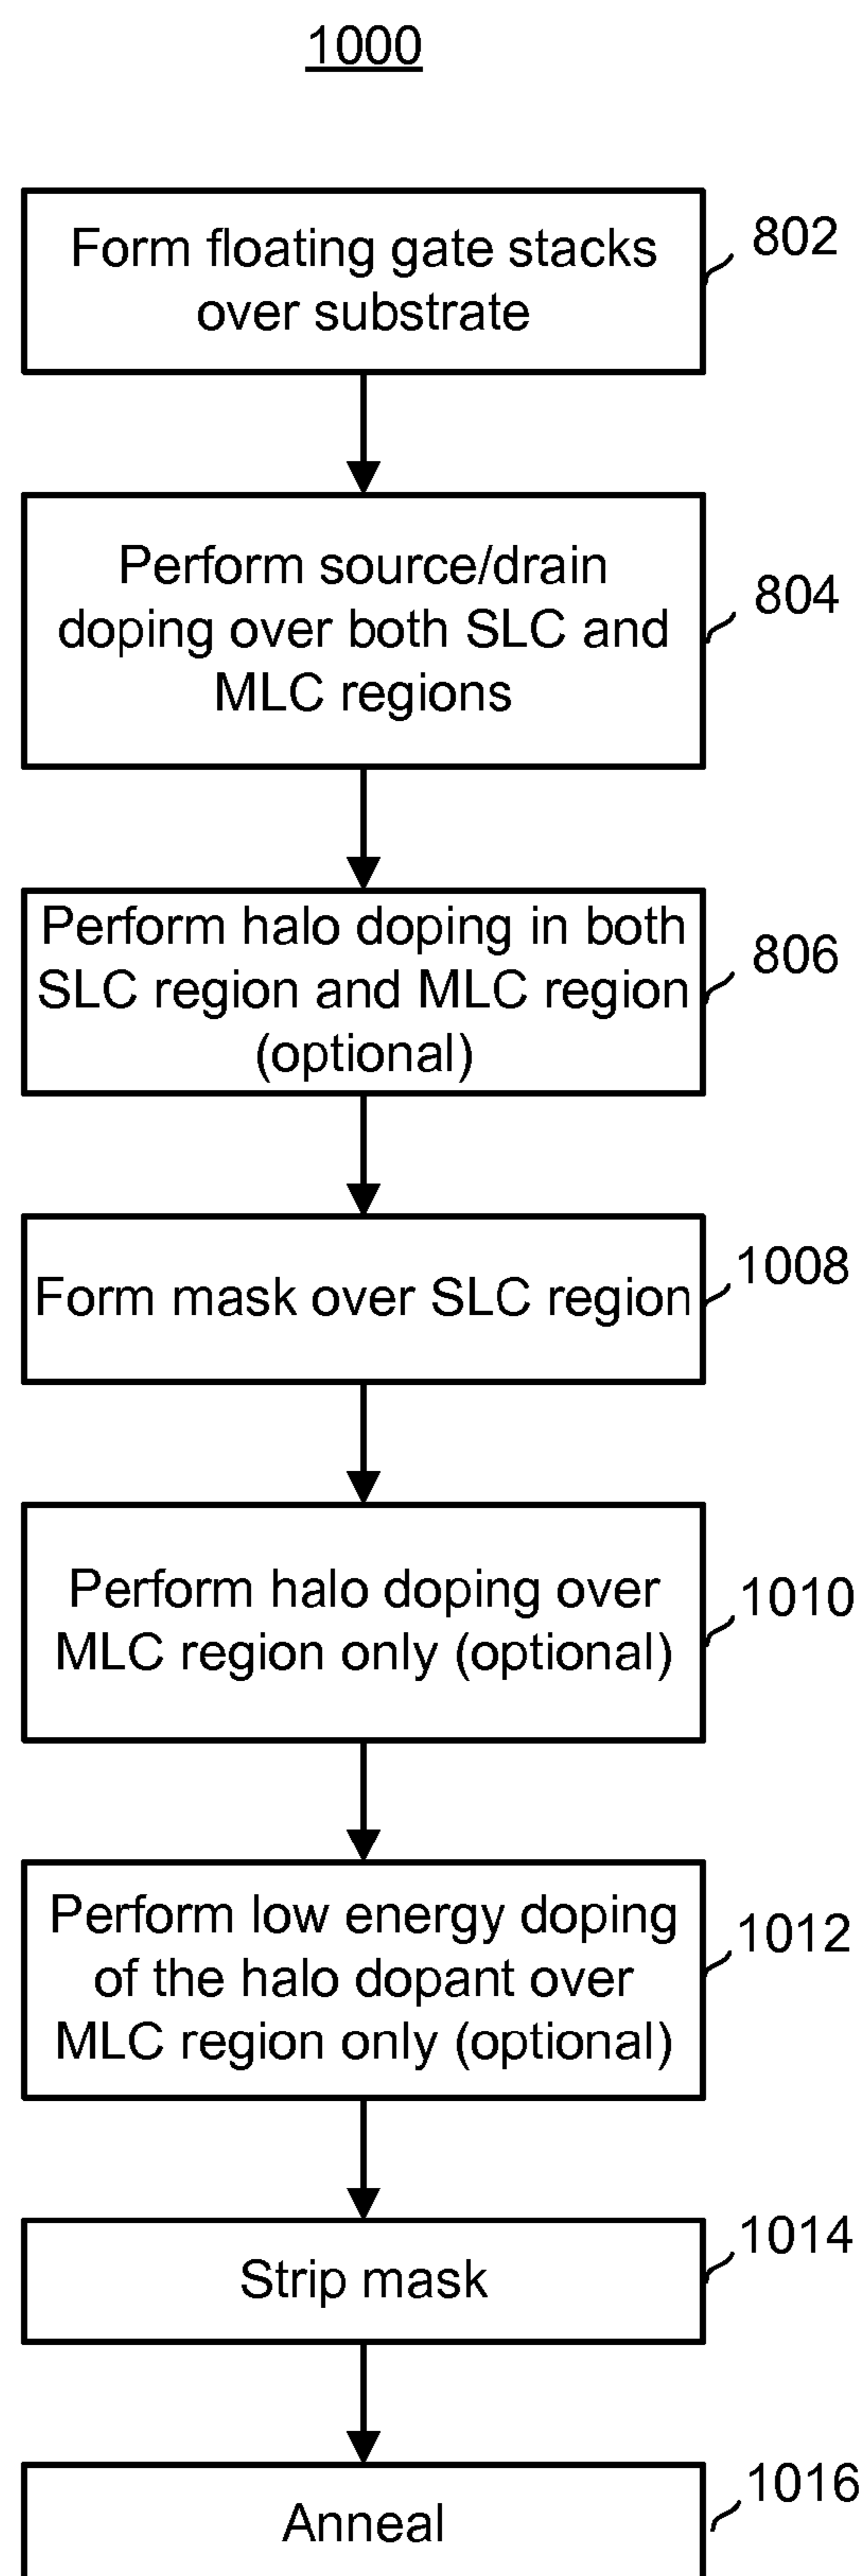 1000
Form floating gate stacks
over substrate
802
Perform source/drain
doping over both SLC and
MLC regions
804
Perform halo doping in both
SLC region and MLC region
(optional)
806
Form mask over SLC region
1008
Perform halo doping over
MLC region only (optional)
1010
Perform low energy doping
of the halo dopant over
MLC region only (optional)
1012
Strip mask
1014
Anneal
1016